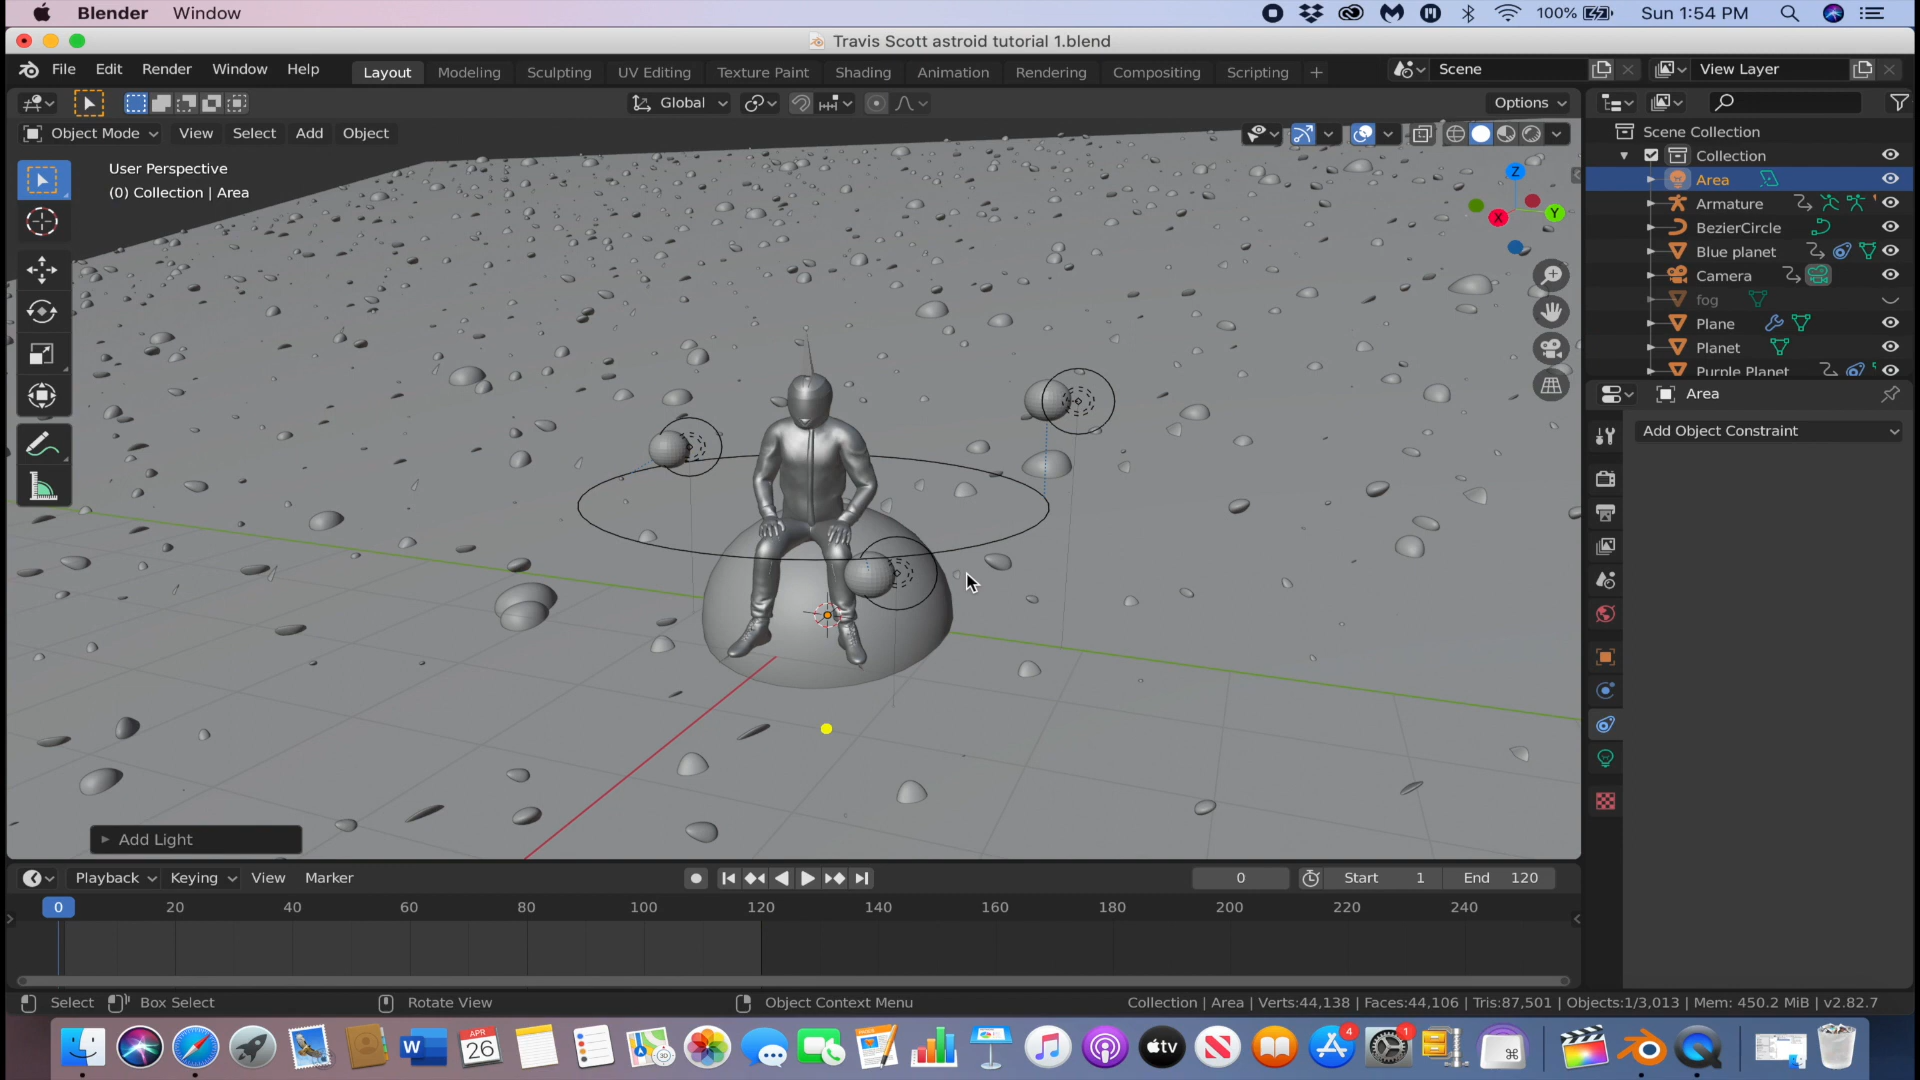 Blender Window 100% Sun 1:54 PM
Travis Scott astroid tutorial 1.blend
File Edit Render Window Help Layout Modeling Sculpting UV Editing Texture Paint Shading Animation Rendering Compositing Scripting + Scene View Layer
Global Options
Object Mode View Select Add Object
User Perspective
(0) Collection | Area
Z
X
Y
Scene Collection
Collection
Area
Armature
BezierCircle
Blue planet
Camera
fog
Plane
Planet
Purple Planet
Area
Add Object Constraint
Add Light
Playback Keying View Marker 0 Start 1 End 120
0 20 40 60 80 100 120 140 160 180 200 220 240
Select Box Select Rotate View Object Context Menu Collection | Area | Verts:44,138 | Faces:44,106 | Tris:87,501 | Objects:1/3,013 | Mem: 450.2 MiB | v2.82.7
W
APR
26
tv
4
1